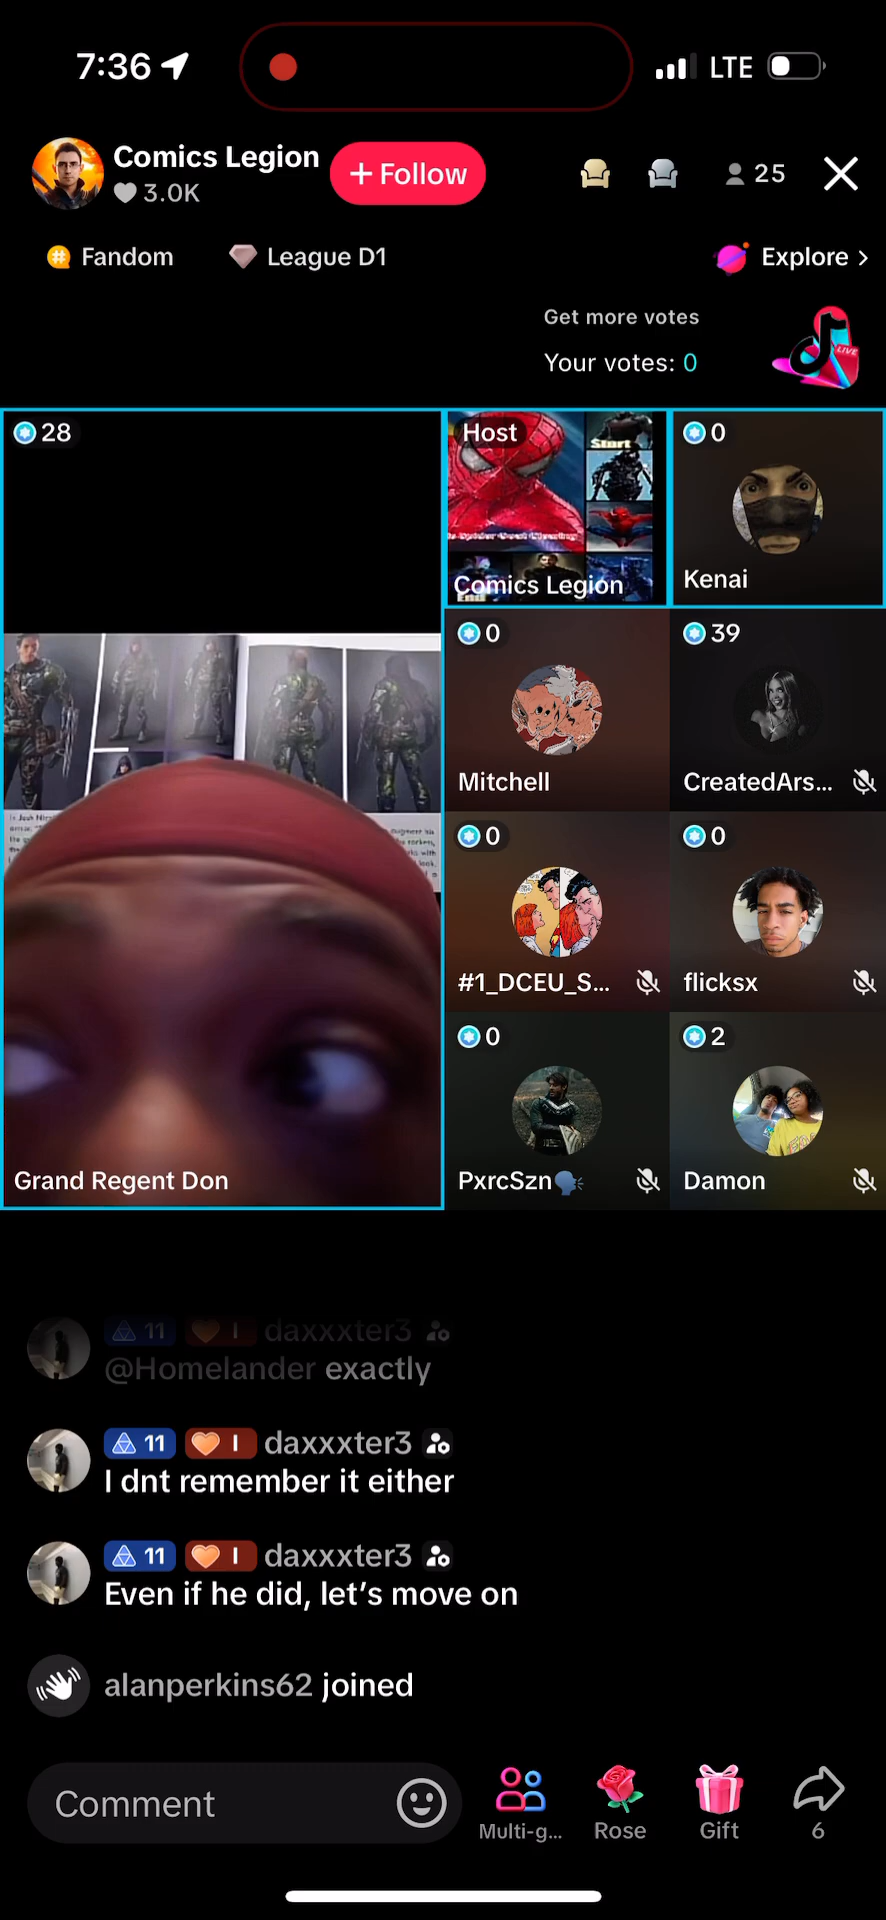 7:36
LTE
Comics Legion
3.0K
+ Follow
25
Fandom
League D1
Explore >
Get more votes
Your votes: 0
LIVE
28
Host
Start
Comics Legion
End
0
Kenai
0
Mitchell
39
CreatedArs...
0
#1_DCEU_S...
0
flicksx
0
PxrcSzn
2
Damon
Grand Regent Don
11 I daxxxter3
@Homelander exactly
11 I daxxxter3
I dnt remember it either
11 I daxxxter3
Even if he did, let's move on
alanperkins62 joined
Comment
Multi-g...
Rose
Gift
6